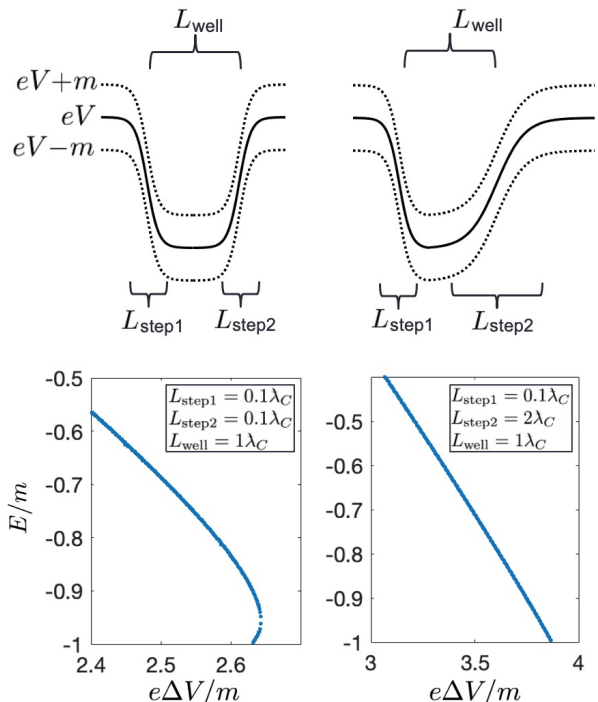 L_well
L_well
eV+m
eV
eV−m
L_step1
L_step2
L_step1
L_step2
E/m
-0.5
-0.6
-0.7
-0.8
-0.9
-1
L_step1 = 0.1λ_C
L_step2 = 0.1λ_C
L_well = 1λ_C
2.4
2.5
2.6
eΔV/m
-0.5
-0.6
-0.7
-0.8
-0.9
-1
L_step1 = 0.1λ_C
L_step2 = 2λ_C
L_well = 1λ_C
3
3.5
4
eΔV/m